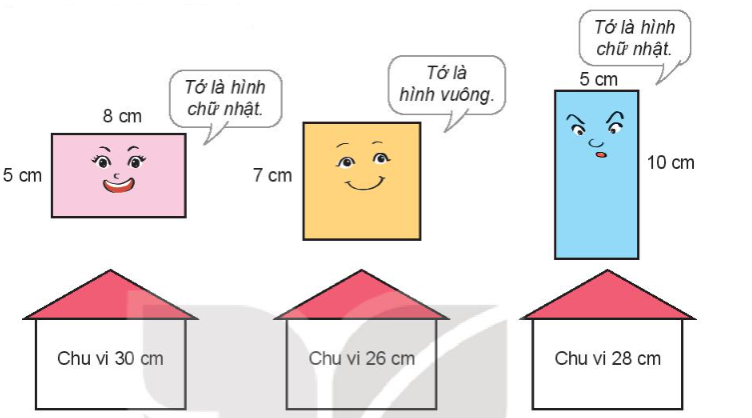 Tớ là hình
chữ nhật.
8 cm
5 cm
Tớ là
hình vuông.
7 cm
Tớ là hình
chữ nhật.
5 cm
10 cm
Chu vi 30 cm
Chu vi 26 cm
Chu vi 28 cm